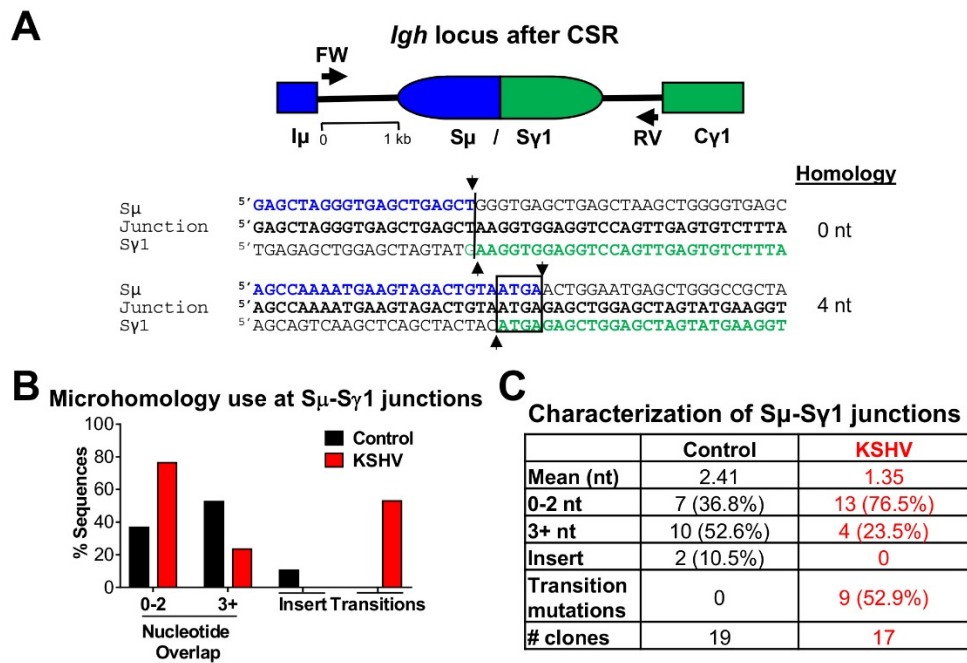 A
Igh locus after CSR
FW
Iμ
0
1 kb
Sμ / Sγ1
RV
Cγ1
Homology
Sμ 5'GAGCTAGGGTGAGCTGAGCTGGGTGAGCTGAGCTAAGCTGGGGTGAGC
Junction 5'GAGCTAGGGTGAGCTGAGCTAAGGTGGAGGTCCAGTTGAGTGTCTTTA
Sγ1 5'TGAGAGCTGGAGCTAGTATGAAGGTGGAGGTCCAGTTGAGTGTCTTTA
0 nt
Sμ 5'AGCCAAAATGAAGTAGACTGTAATGAACTGGAATGAGCTGGGCCGCTA
Junction 5'AGCCAAAATGAAGTAGACTGTAATGAGAGCTGGAGCTAGTATGAAGGT
Sγ1 5'AGCAGTCAAGCTCAGCTACTACATGAGAGCTGGAGCTAGTATGAAGGT
4 nt
B
Microhomology use at Sμ-Sγ1 junctions
% Sequences
100
80
60
40
20
0
Control
KSHV
0-2 3+ Insert Transitions
Nucleotide
Overlap
C
Characterization of Sμ-Sγ1 junctions
Control KSHV
Mean (nt) 2.41 1.35
0-2 nt 7 (36.8%) 13 (76.5%)
3+ nt 10 (52.6%) 4 (23.5%)
Insert 2 (10.5%) 0
Transition
mutations 0 9 (52.9%)
# clones 19 17